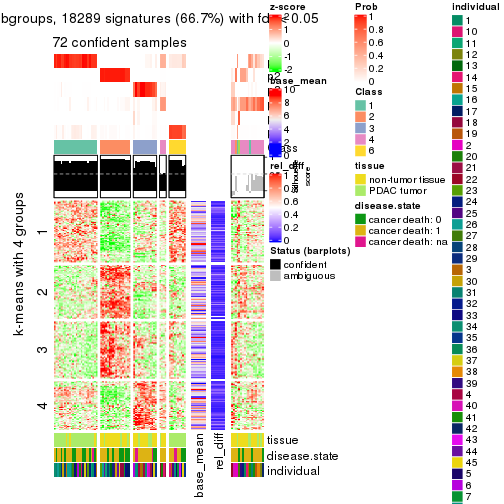 bgroups, 18289 signatures (66.7%) with fd < 0.05
72 confident samples
k-means with 4 groups
1
2
3
4
base_mean
rel_diff
tissue
disease.state
individual
z-score
2
1
0
-1
-2
base_mean
10
8
6
4
2
0
rel_diff
1
0.8
0.6
0.4
0.2
0
Silhouette
score
Status (barplots)
confident
ambiguous
Prob
1
0.8
0.6
0.4
0.2
0
Class
1
2
3
4
6
tissue
non-tumor tissue
PDAC tumor
disease.state
cancer death: 0
cancer death: 1
cancer death: na
individual
1
10
11
12
13
14
15
16
17
18
19
2
20
21
22
23
24
25
26
27
28
29
3
30
31
32
33
34
35
36
37
38
39
4
40
41
42
43
44
45
5
6
7